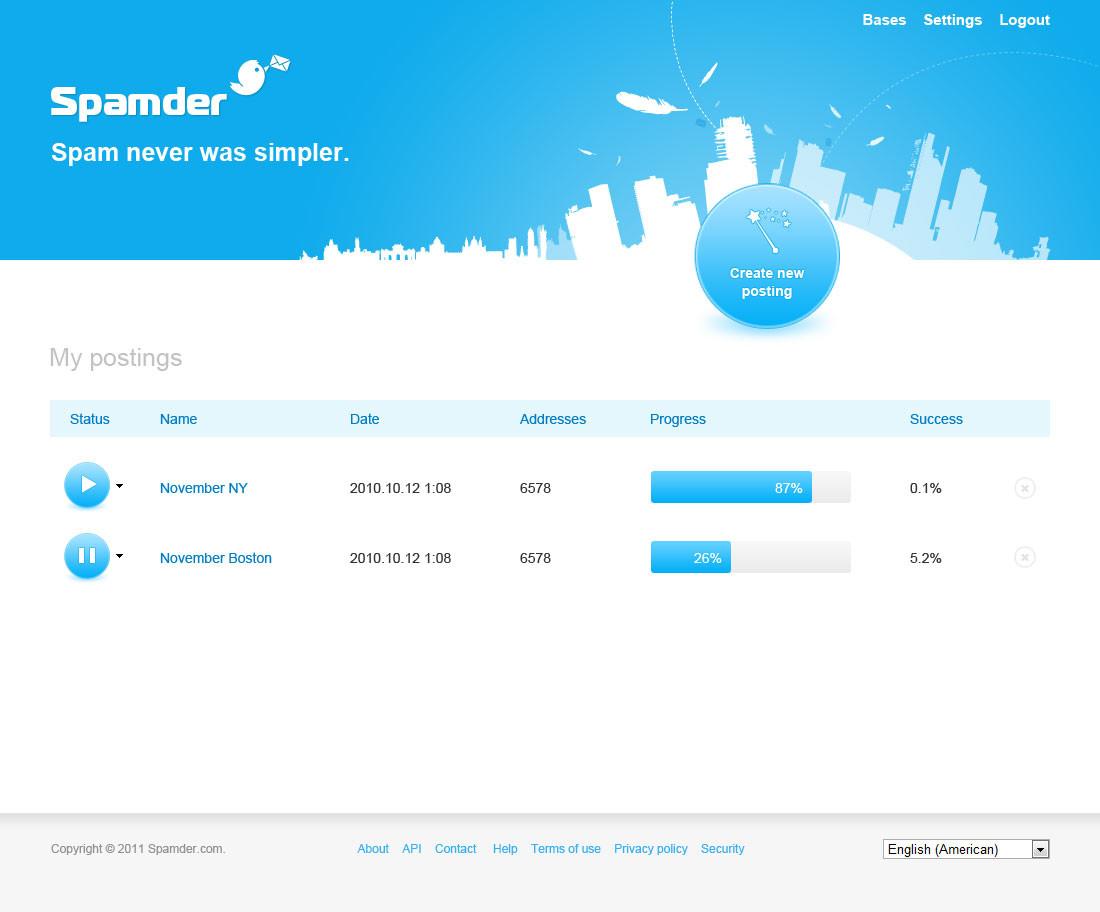 Bases Settings Logout
Spamder
Spam never was simpler.
Create new
posting
My postings
Status Name Date Addresses Progress Success
November NY 2010.10.12 1:08 6578 87% 0.1%
November Boston 2010.10.12 1:08 6578 26% 5.2%
Copyright © 2011 Spamder.com. About API Contact Help Terms of use Privacy policy Security English (American)